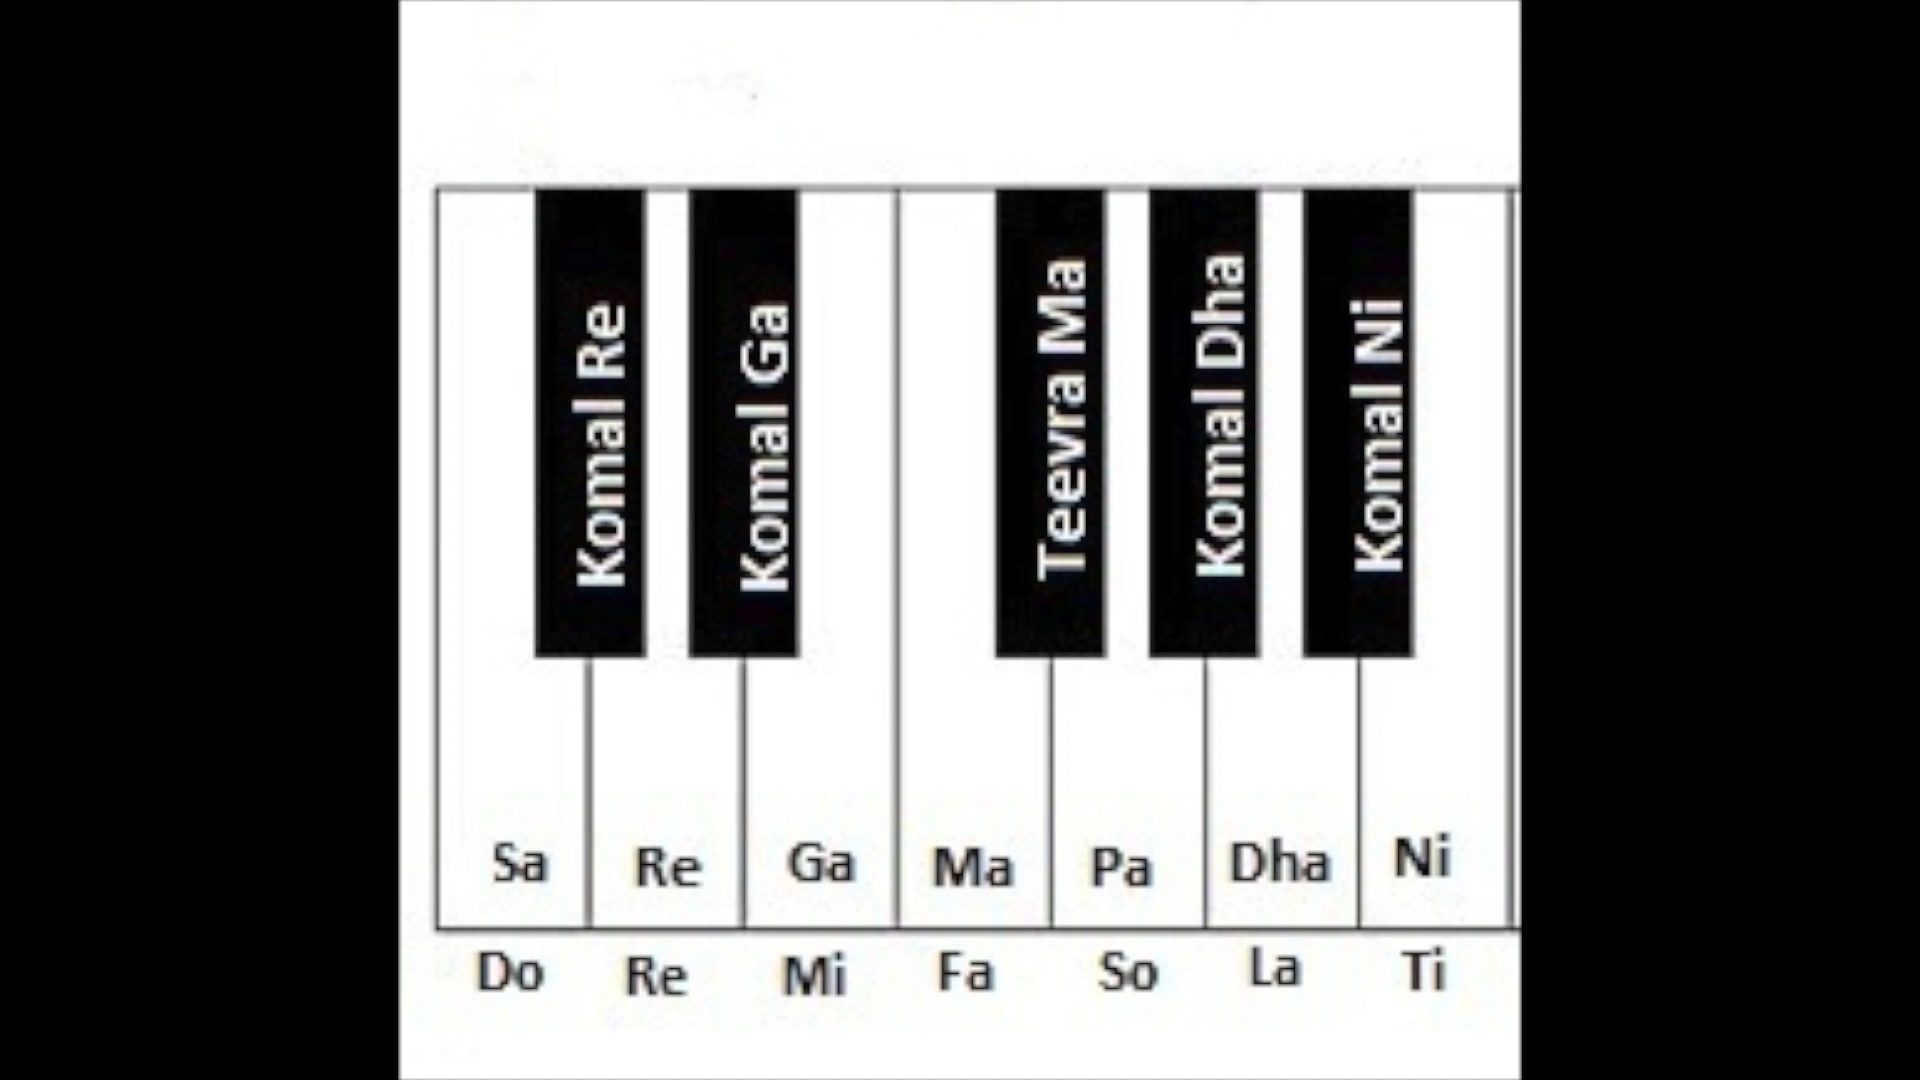 Komal Re
Komal Ga
Teevra Ma
Komal Dha
Komal Ni
Sa Re Ga Ma Pa Dha Ni
Do Re Mi Fa So La Ti